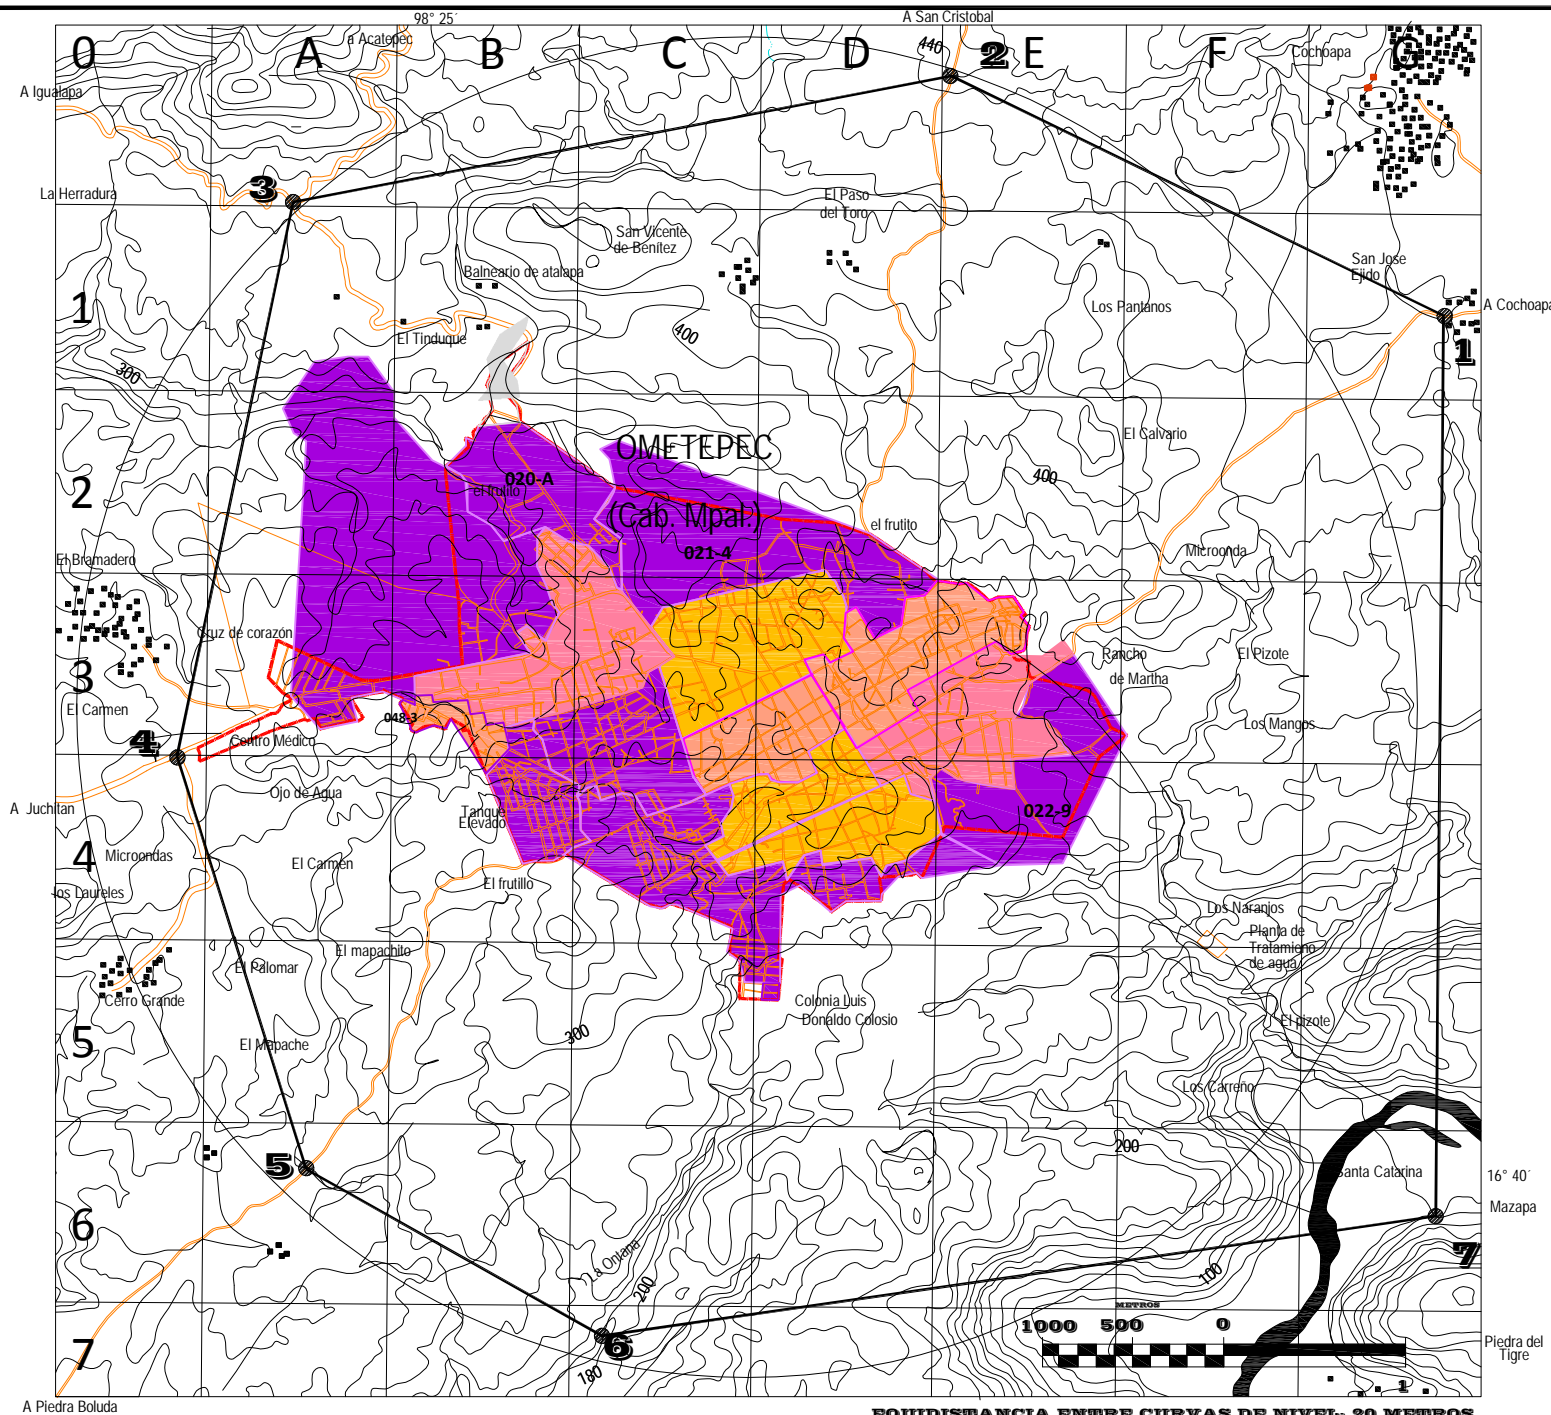 98° 25´
A San Cristobal
0
A
B
C
D
2
E
F
G
a Acatepec
440
Cochoapa
A Igualapa
La Herradura
3
El Paso
del Toro
San Vicente
de Benítez
Balneario de atalapa
San Jose
Ejido
1
Los Pantanos
A Cochoapa
400
El Tinduque
1
300
OMETEPEC
El Calvario
2
020-A
el frutito
400
(Cab. Mpal.)
el frutito
El Bramadero
021-4
Microonda
Cruz de corazón
3
Rancho
de Martha
El Pizote
El Carmen
048-3
Los Mangos
4
Centro Médico
Ojo de Agua
A Juchitan
Tanque
Elevado
022-9
4
Microondas
El Carmen
los Laureles
El frutillo
Los Naranjos
El mapachito
Planta de
Tratamieno
de agua
El Palomar
Cerro Grande
Colonia Luis
Donaldo Colosio
El pizote
5
El Mapache
300
Los Carreño
200
5
Santa Catarina
16° 40´
6
Mazapa
La Ontana
7
200
100
METROS
1000 500 0
6
7
Piedra del
Tigre
180
1
A Piedra Boluda
EQUIDISTANCIA ENTRE CURVAS DE NIVEL: 20 METROS